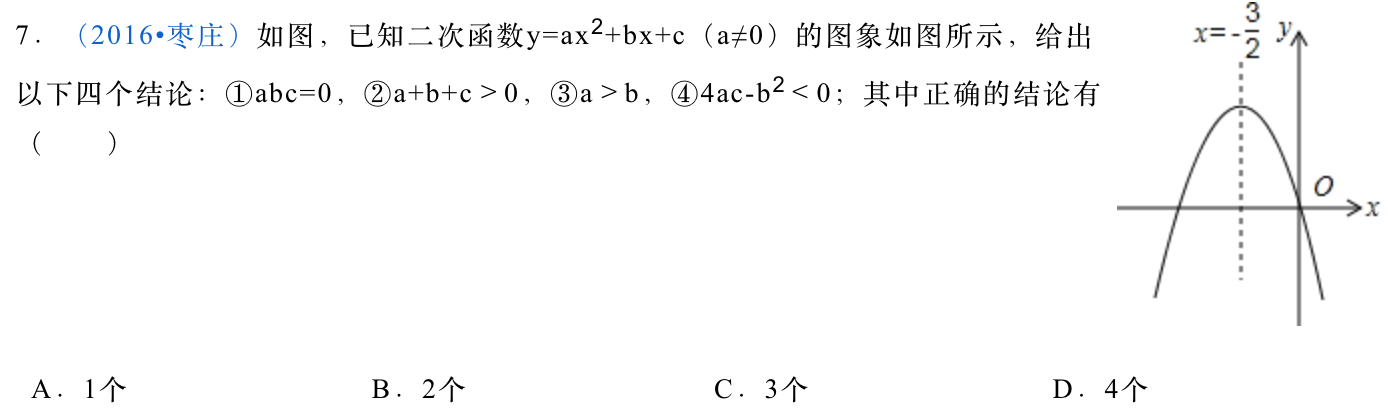 7．（2016•枣庄）如图，已知二次函数y=ax²+bx+c（a≠0）的图象如图所示，给出
以下四个结论：①abc=0，②a+b+c＞0，③a＞b，④4ac-b²＜0；其中正确的结论有
（　　）
x=-3/2 y
O
x
A．1个 B．2个 C．3个 D．4个